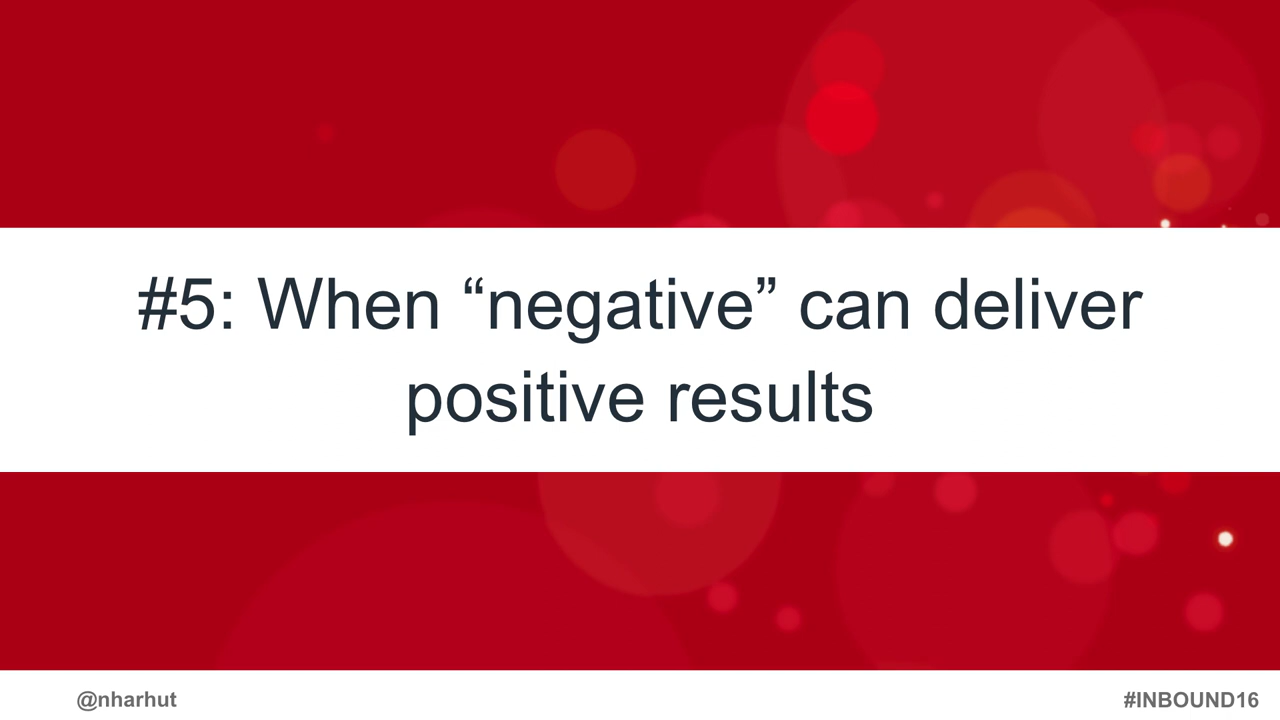 #5: When “negative” can deliver
positive results
@nharhut
#INBOUND16